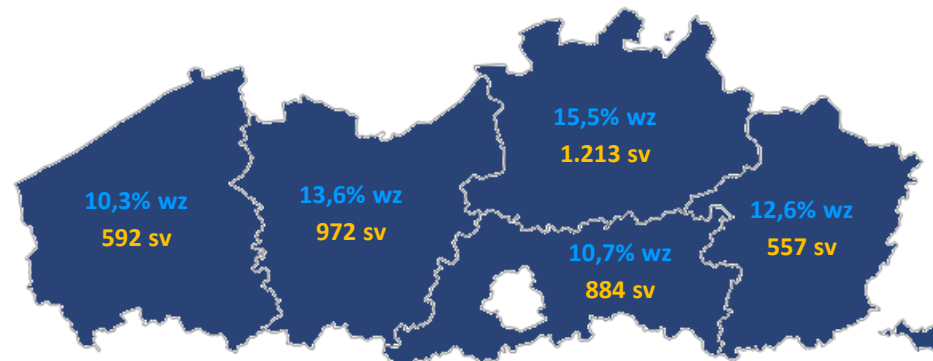 10,3% wz
592 sv
13,6% wz
972 sv
15,5% wz
1.213 sv
10,7% wz
884 sv
12,6% wz
557 sv